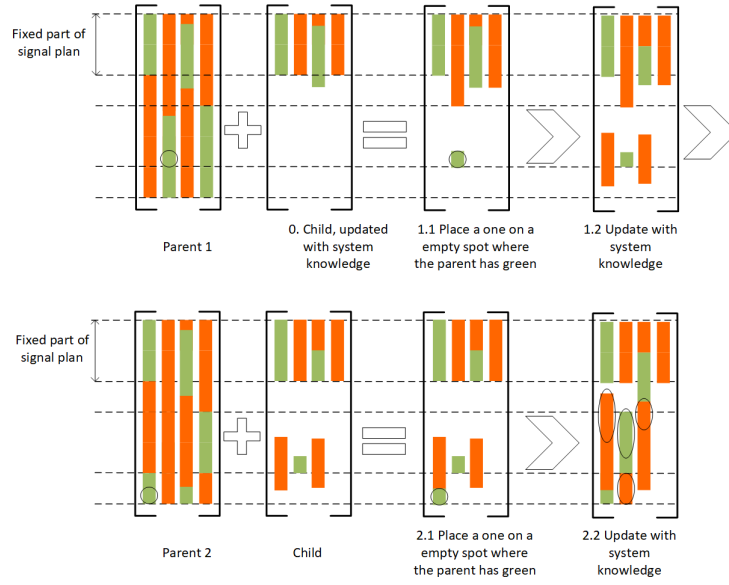 Fixed part of
signal plan
Parent 1
0. Child, updated
with system
knowledge
1.1 Place a one on a
empty spot where
the parent has green
1.2 Update with
system
knowledge
Fixed part of
signal plan
Parent 2
Child
2.1 Place a one on a
empty spot where
the parent has green
2.2 Update with
system
knowledge